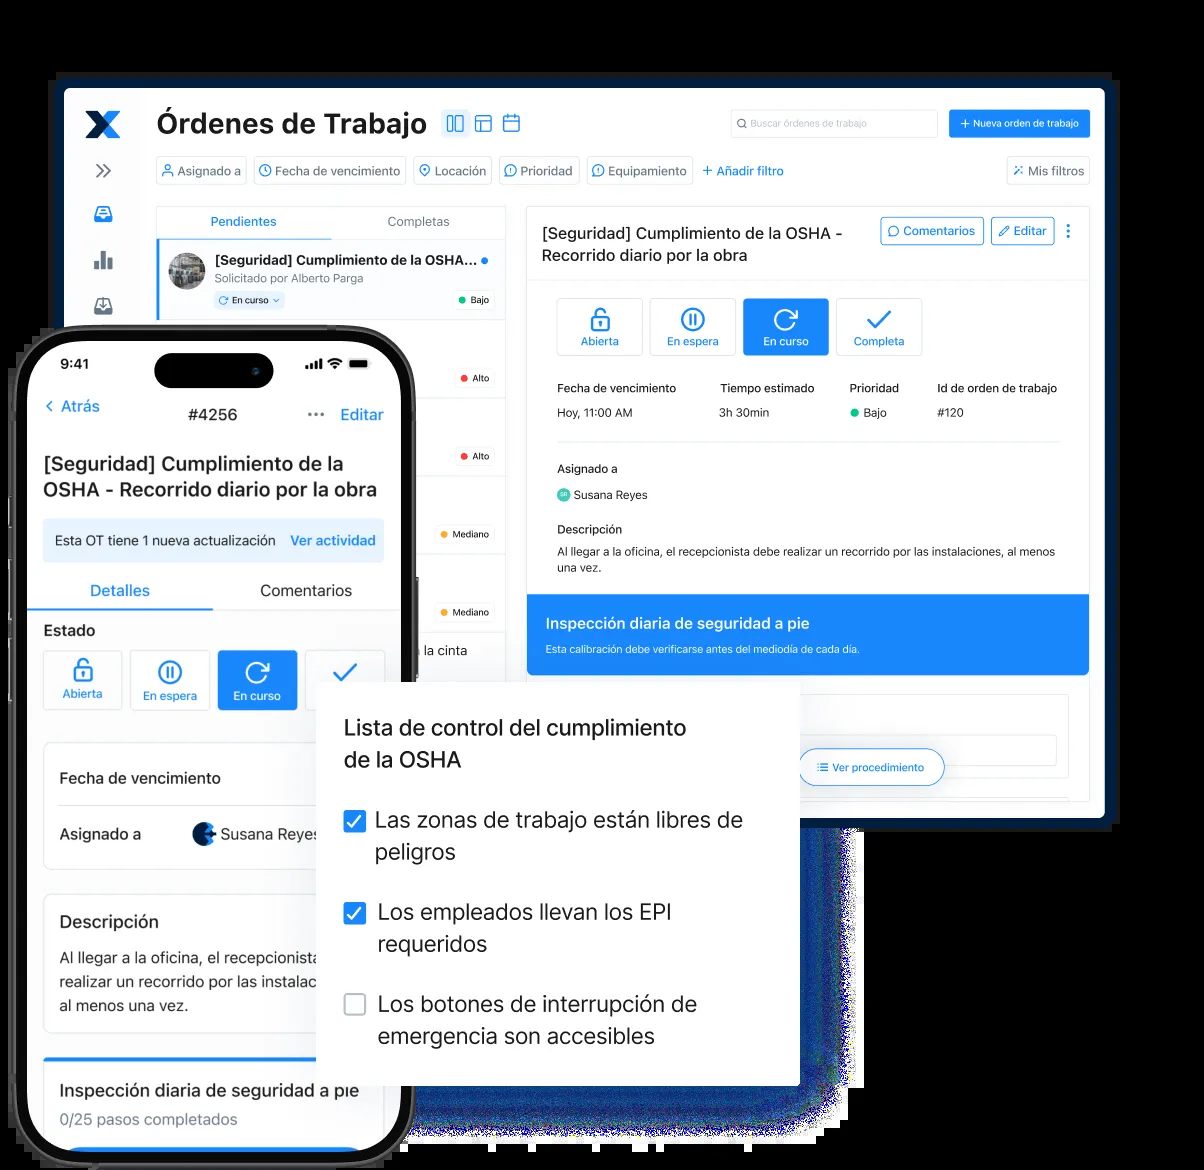 Órdenes de Trabajo
Buscar órdenes de trabajo
+ Nueva orden de trabajo
Asignado a
Fecha de vencimiento
Locación
Prioridad
Equipamiento
+ Añadir filtro
Mis filtros
Pendientes
Completas
[Seguridad] Cumplimiento de la OSHA...
Solicitado por Alberto Parga
En curso
Bajo
Alto
Alto
Mediano
Mediano
la cinta
[Seguridad] Cumplimiento de la OSHA -
Recorrido diario por la obra
Comentarios
Editar
Abierta
En espera
En curso
Completa
Fecha de vencimiento
Tiempo estimado
Prioridad
Id de orden de trabajo
Hoy, 11:00 AM
3h 30min
Bajo
#120
Asignado a
SR Susana Reyes
Descripción
Al llegar a la oficina, el recepcionista debe realizar un recorrido por las instalaciones, al menos
una vez.
Inspección diaria de seguridad a pie
Esta calibración debe verificarse antes del mediodía de cada día.
Ver procedimiento
9:41
Atrás
#4256
Editar
[Seguridad] Cumplimiento de la
OSHA - Recorrido diario por la obra
Esta OT tiene 1 nueva actualización
Ver actividad
Detalles
Comentarios
Estado
Abierta
En espera
En curso
Fecha de vencimiento
Asignado a
Susana Reyes
Descripción
Al llegar a la oficina, el recepcionista
realizar un recorrido por las instalac
al menos una vez.
Inspección diaria de seguridad a pie
0/25 pasos completados
Lista de control del cumplimiento
de la OSHA
Las zonas de trabajo están libres de
peligros
Los empleados llevan los EPI
requeridos
Los botones de interrupción de
emergencia son accesibles